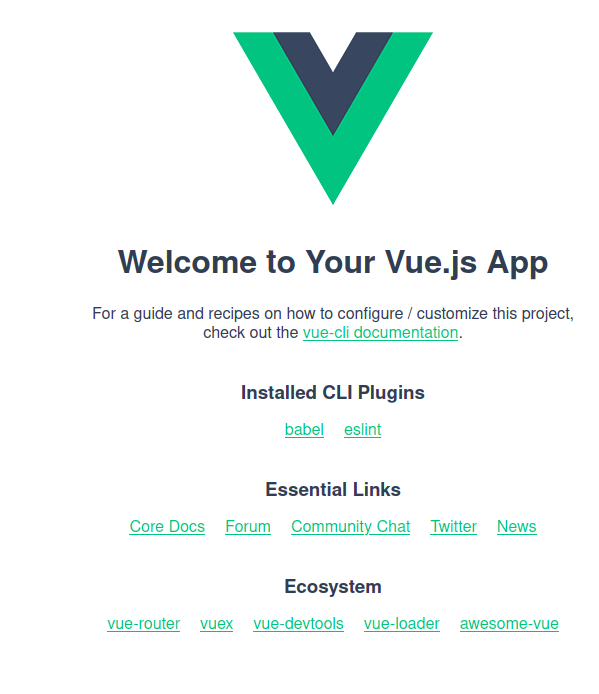 Welcome to Your Vue.js App
For a guide and recipes on how to configure / customize this project,
check out the vue-cli documentation.
Installed CLI Plugins
babel eslint
Essential Links
Core Docs Forum Community Chat Twitter News
Ecosystem
vue-router vuex vue-devtools vue-loader awesome-vue